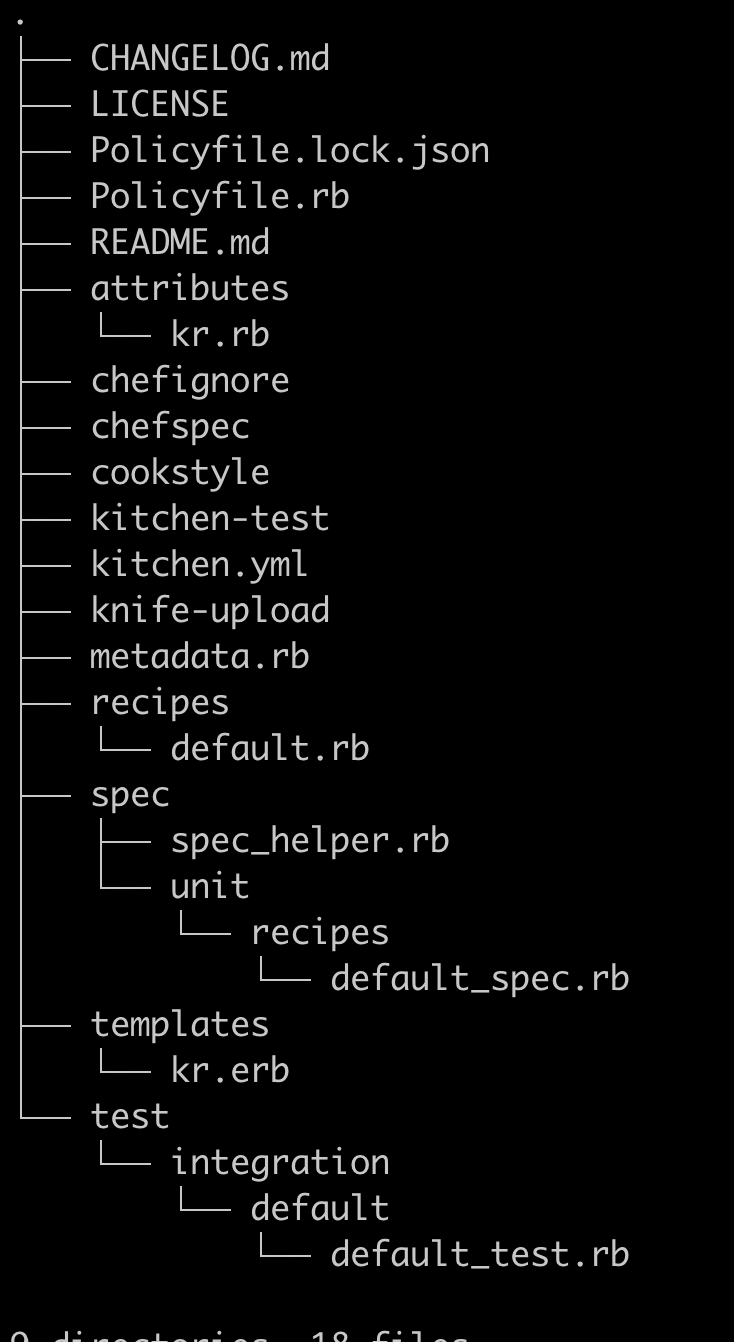 .
├── CHANGELOG.md
├── LICENSE
├── Policyfile.lock.json
├── Policyfile.rb
├── README.md
├── attributes
│   └── kr.rb
├── chefignore
├── chefspec
├── cookstyle
├── kitchen-test
├── kitchen.yml
├── knife-upload
├── metadata.rb
├── recipes
│   └── default.rb
├── spec
│   ├── spec_helper.rb
│   └── unit
│       └── recipes
│           └── default_spec.rb
├── templates
│   └── kr.erb
└── test
    └── integration
        └── default
            └── default_test.rb

9 directories, 18 files